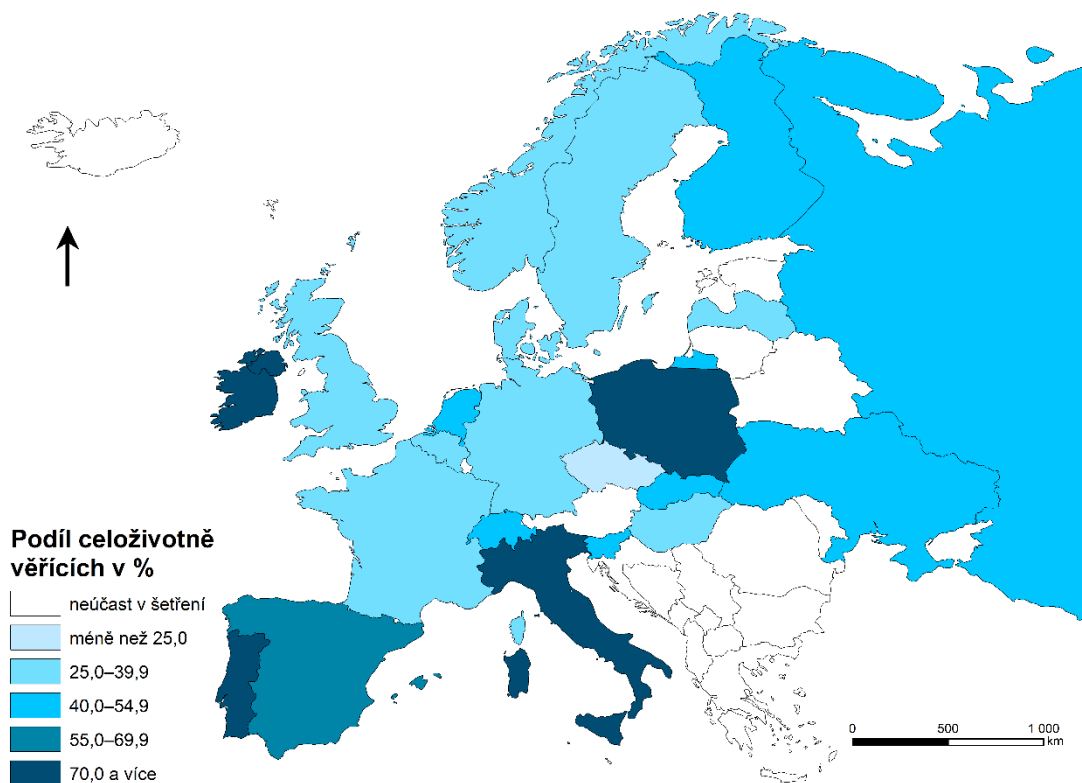 Podíl celoživotně
věřících v %
neúčast v šetření
méně než 25,0
25,0–39,9
40,0–54,9
55,0–69,9
70,0 a více
0 500 1 000
km